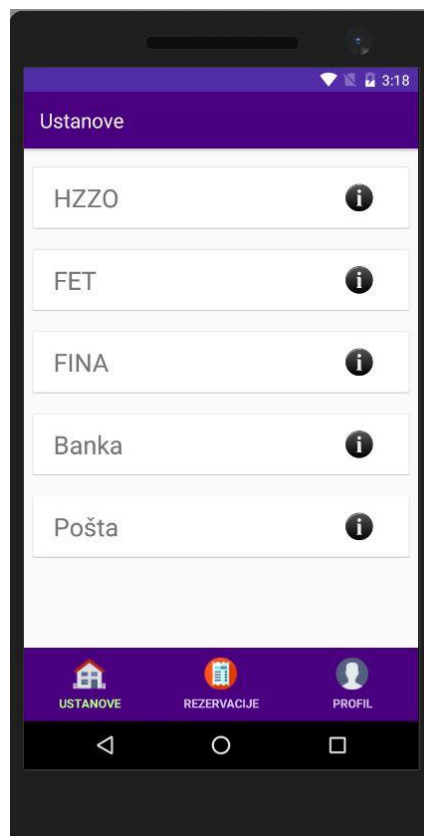 3:18
Ustanove
HZZO
FET
FINA
Banka
Pošta
USTANOVE REZERVACIJE PROFIL